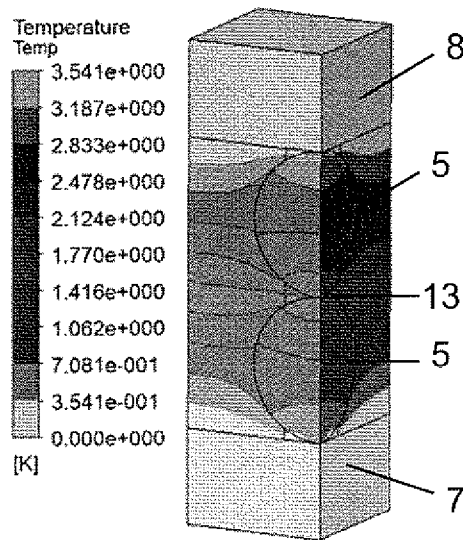 Temperature
Temp
3.541e+000
3.187e+000
2.833e+000
2.478e+000
2.124e+000
1.770e+000
1.416e+000
1.062e+000
7.081e-001
3.541e-001
0.000e+000
[K]
8
5
13
5
7